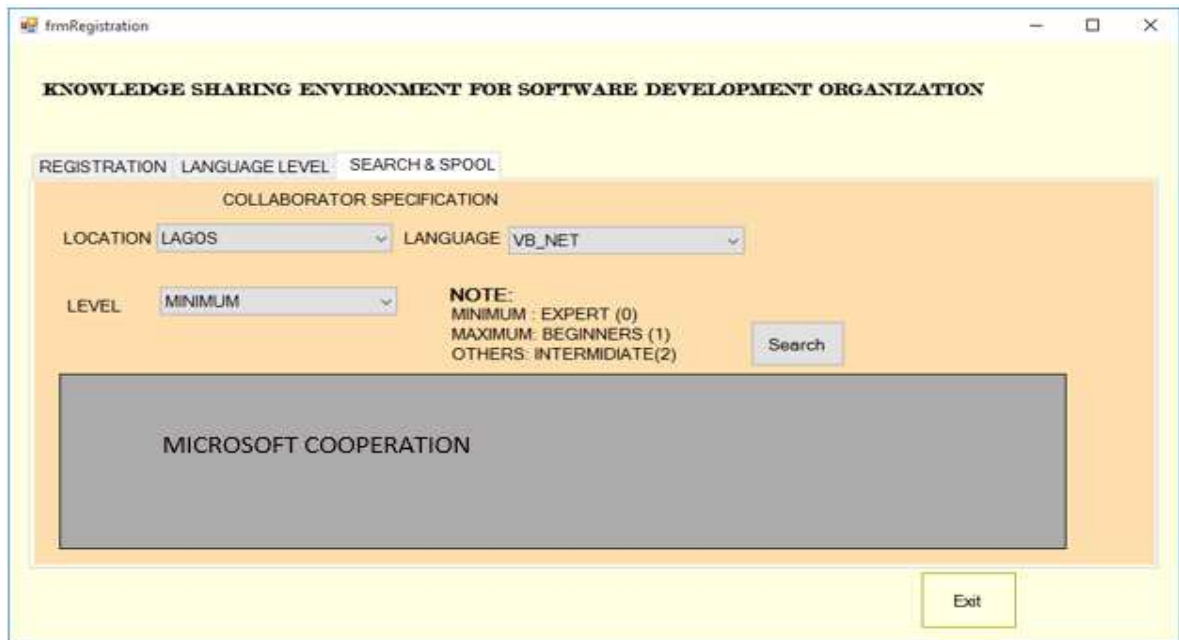 frmRegistration
KNOWLEDGE SHARING ENVIRONMENT FOR SOFTWARE DEVELOPMENT ORGANIZATION
REGISTRATION LANGUAGE LEVEL SEARCH & SPOOL
COLLABORATOR SPECIFICATION
LOCATION LAGOS LANGUAGE VB_NET
LEVEL MINIMUM
NOTE:
MINIMUM : EXPERT (0)
MAXIMUM: BEGINNERS (1)
OTHERS: INTERMIDIATE(2)
Search
MICROSOFT COOPERATION
Exit